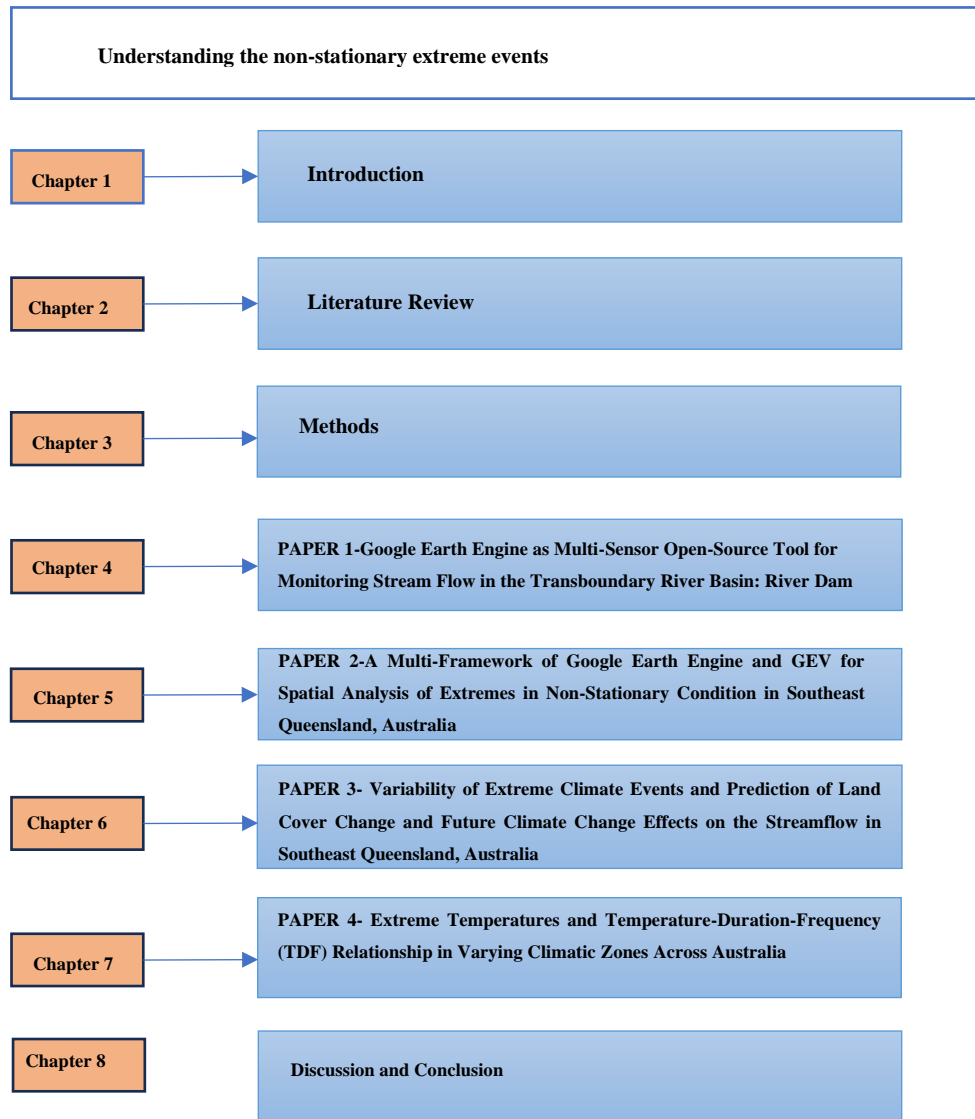 Understanding the non-stationary extreme events
Chapter 1
Introduction
Chapter 2
Literature Review
Chapter 3
Methods
Chapter 4
PAPER 1-Google Earth Engine as Multi-Sensor Open-Source Tool for
Monitoring Stream Flow in the Transboundary River Basin: River Dam
Chapter 5
PAPER 2-A Multi-Framework of Google Earth Engine and GEV for
Spatial Analysis of Extremes in Non-Stationary Condition in Southeast
Queensland, Australia
Chapter 6
PAPER 3- Variability of Extreme Climate Events and Prediction of Land
Cover Change and Future Climate Change Effects on the Streamflow in
Southeast Queensland, Australia
Chapter 7
PAPER 4- Extreme Temperatures and Temperature-Duration-Frequency
(TDF) Relationship in Varying Climatic Zones Across Australia
Chapter 8
Discussion and Conclusion